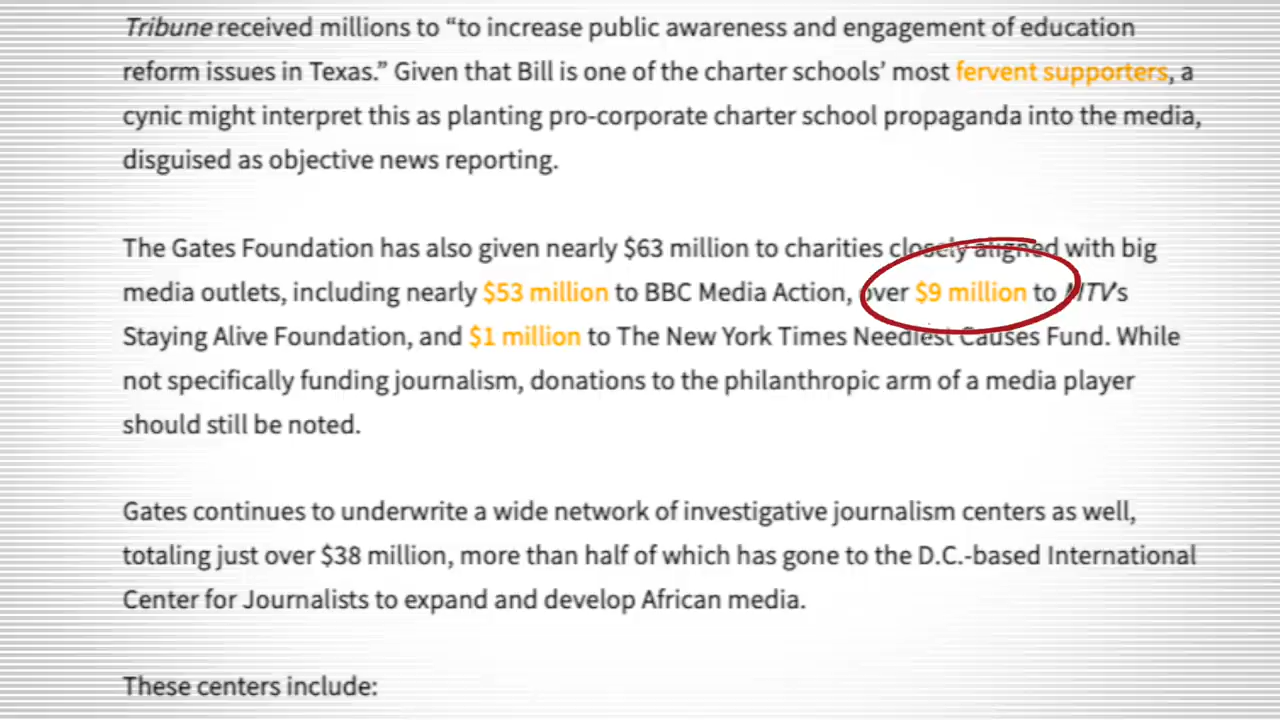 Tribune received millions to “to increase public awareness and engagement of education
reform issues in Texas.” Given that Bill is one of the charter schools’ most fervent supporters, a
cynic might interpret this as planting pro-corporate charter school propaganda into the media,
disguised as objective news reporting.
The Gates Foundation has also given nearly $63 million to charities closely aligned with big
media outlets, including nearly $53 million to BBC Media Action, over $9 million to MTV’s
Staying Alive Foundation, and $1 million to The New York Times Neediest Causes Fund. While
not specifically funding journalism, donations to the philanthropic arm of a media player
should still be noted.
Gates continues to underwrite a wide network of investigative journalism centers as well,
totaling just over $38 million, more than half of which has gone to the D.C.-based International
Center for Journalists to expand and develop African media.
These centers include: